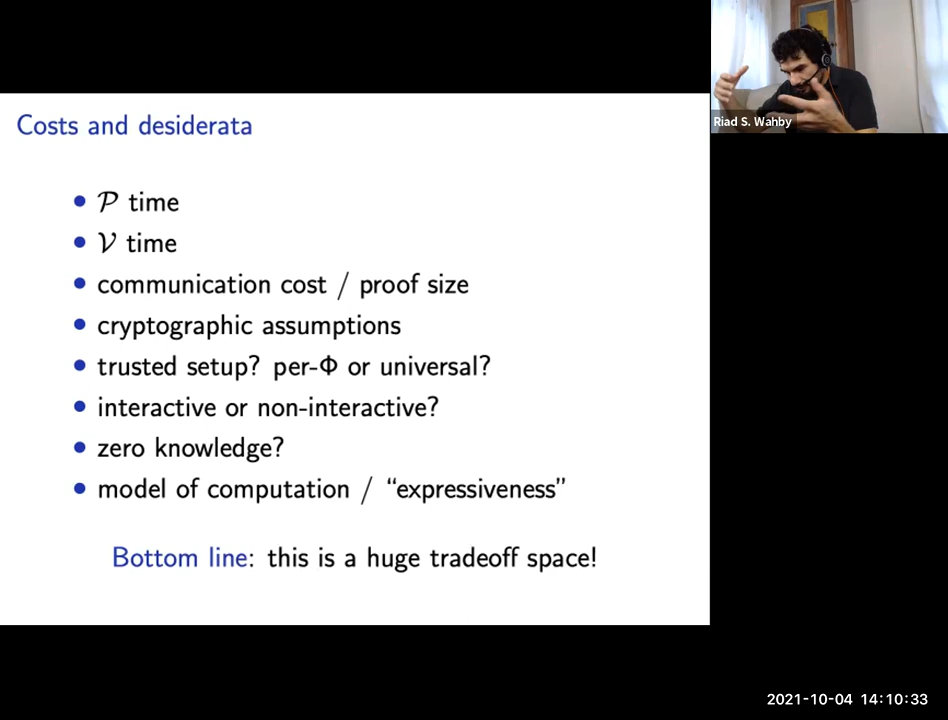 Riad S. Wahby
Costs and desiderata
• 𝒫 time
• 𝒱 time
• communication cost / proof size
• cryptographic assumptions
• trusted setup? per-Φ or universal?
• interactive or non-interactive?
• zero knowledge?
• model of computation / “expressiveness”
Bottom line: this is a huge tradeoff space!
2021-10-04 14:10:33